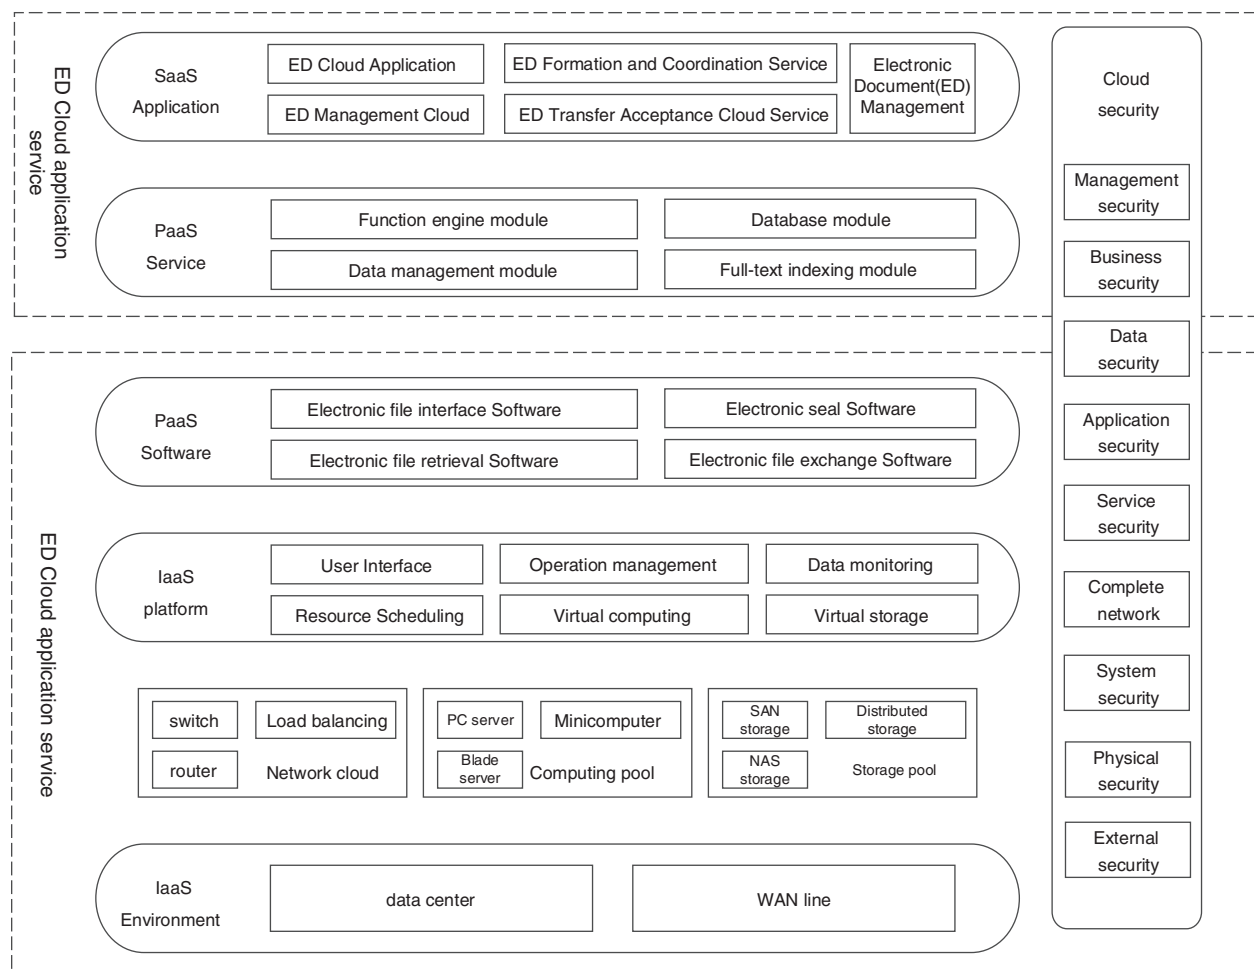 ED Cloud application
service
SaaS
Application
ED Cloud Application
ED Formation and Coordination Service
Electronic
Document(ED)
Management
ED Management Cloud
ED Transfer Acceptance Cloud Service
PaaS
Service
Function engine module
Database module
Data management module
Full-text indexing module
ED Cloud application service
PaaS
Software
Electronic file interface Software
Electronic seal Software
Electronic file retrieval Software
Electronic file exchange Software
IaaS
platform
User Interface
Operation management
Data monitoring
Resource Scheduling
Virtual computing
Virtual storage
switch
Load balancing
router
Network cloud
PC server
Minicomputer
Blade
server
Computing pool
SAN
storage
Distributed
storage
NAS
storage
Storage pool
IaaS
Environment
data center
WAN line
Cloud
security
Management
security
Business
security
Data
security
Application
security
Service
security
Complete
network
System
security
Physical
security
External
security